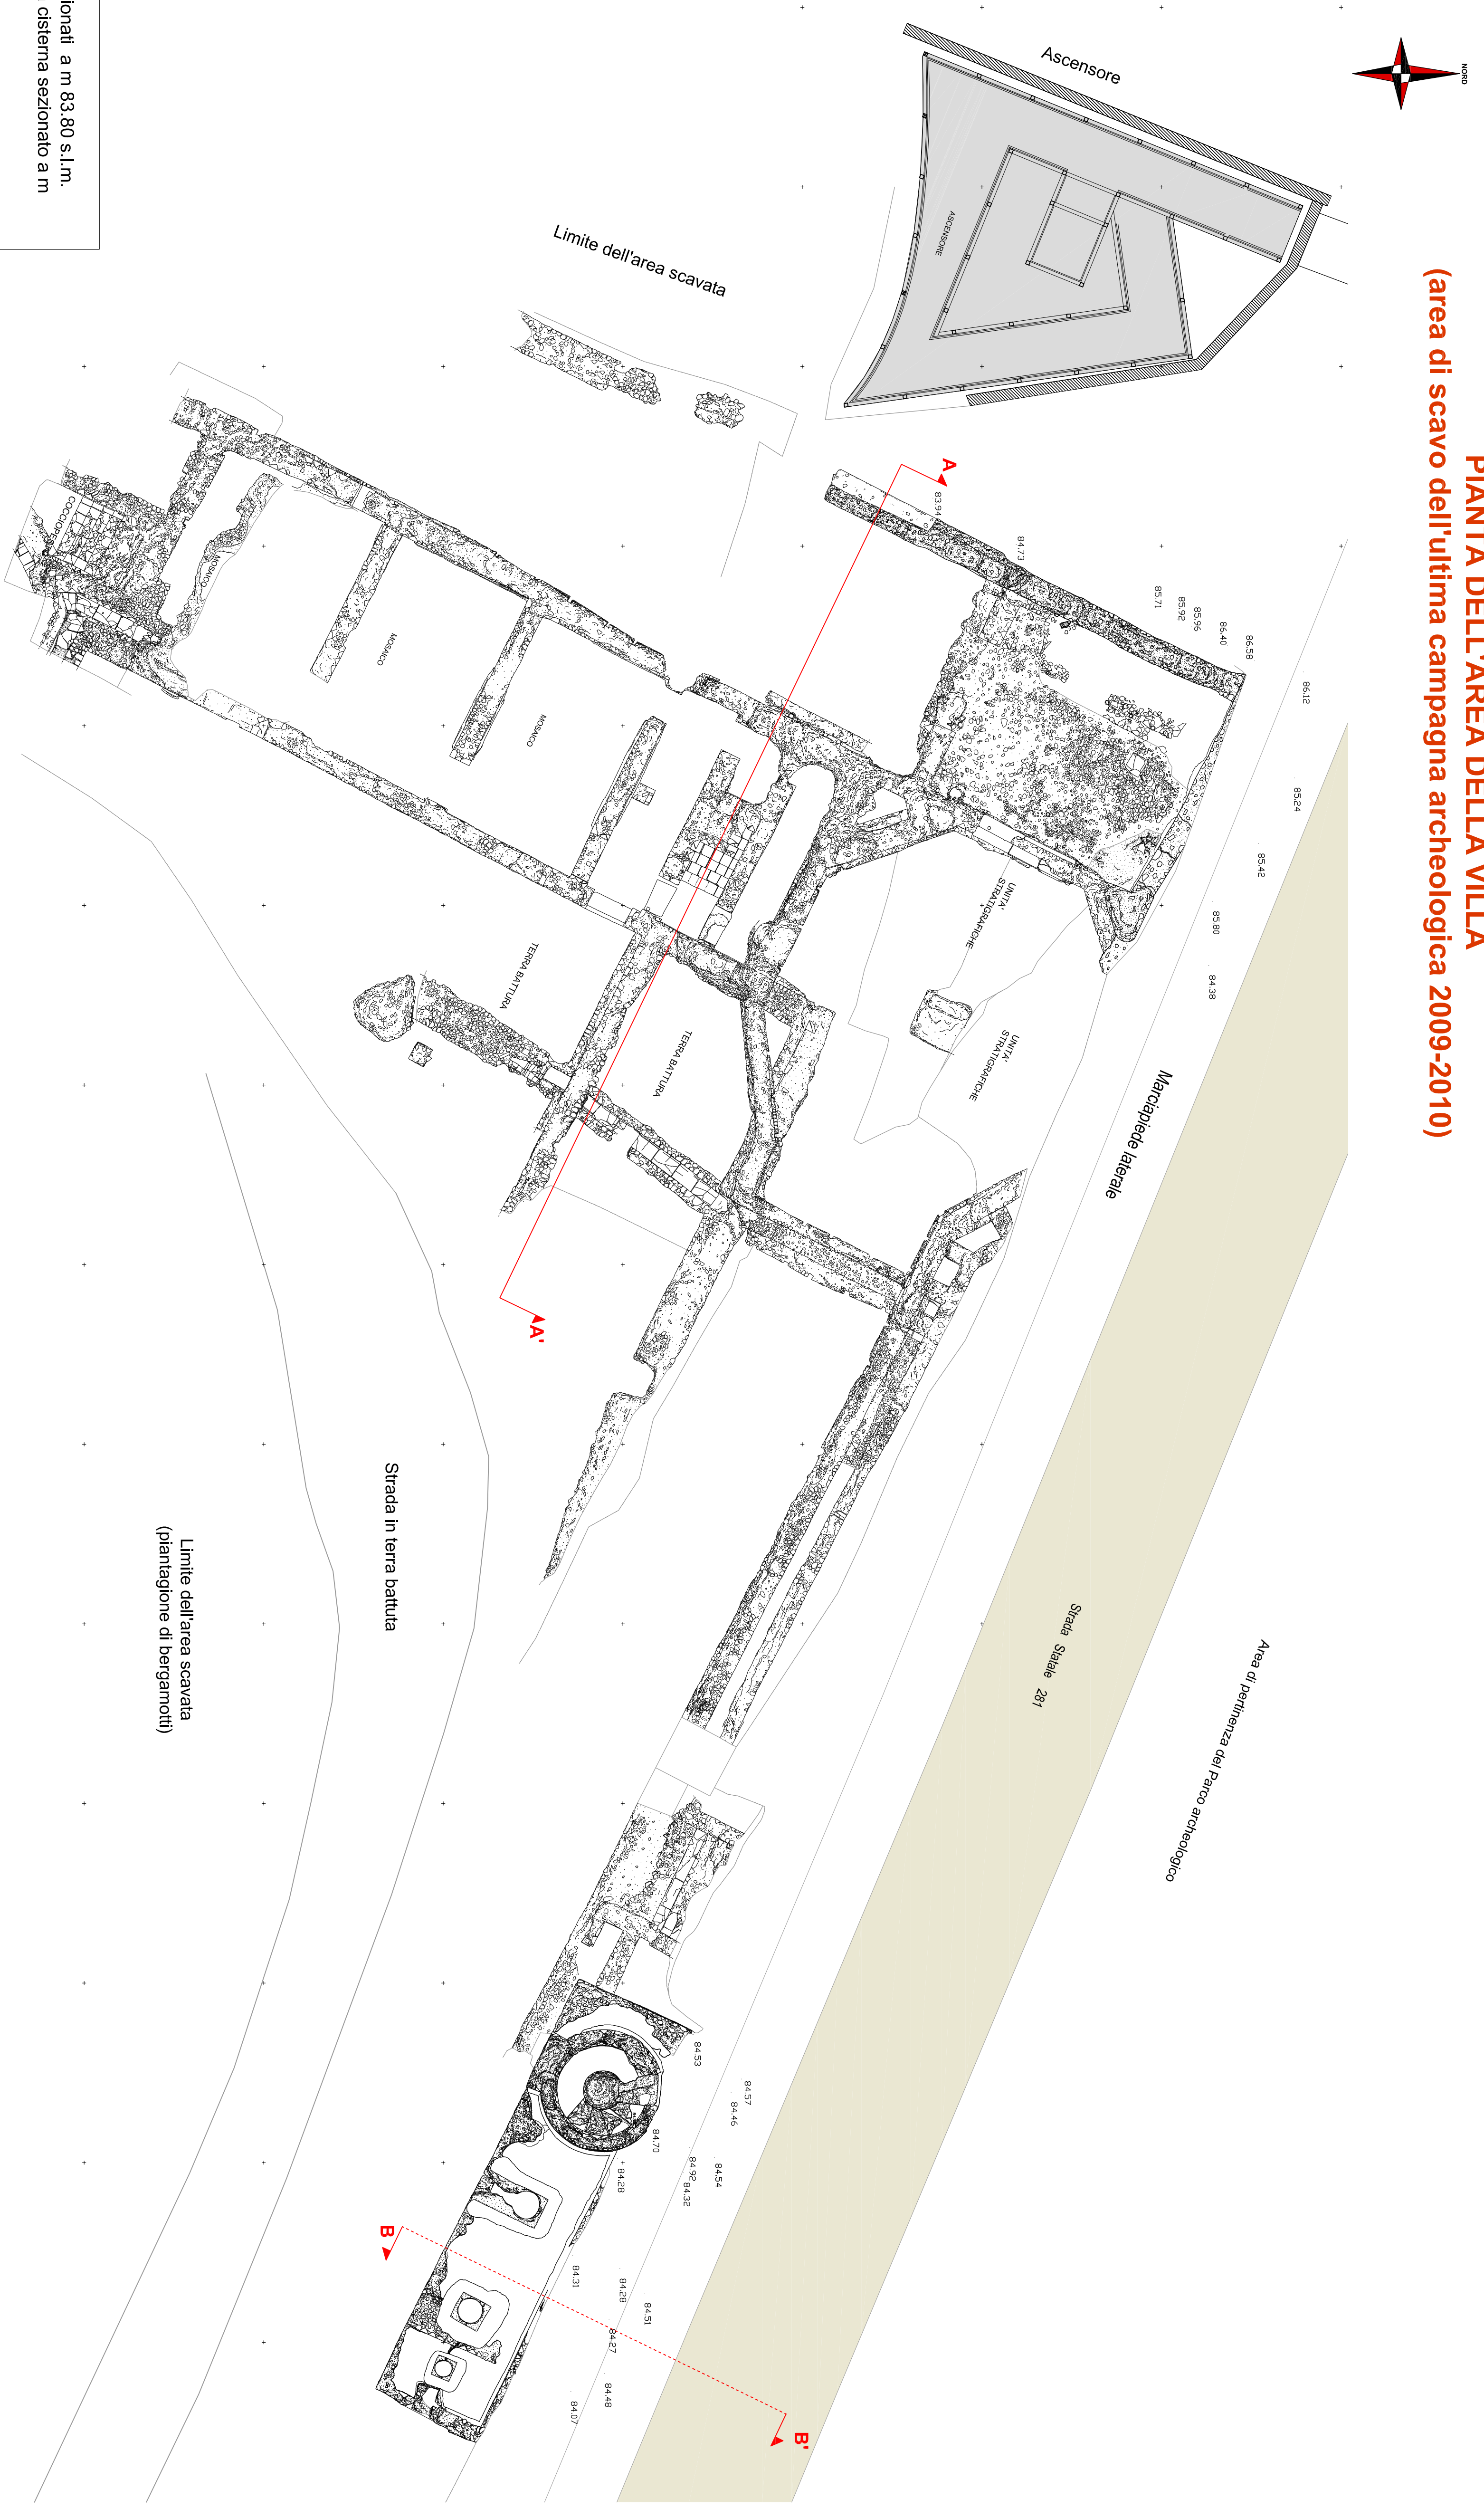 NORD
PIANTA DELL'AREA DELLA VILLA
(area di scavo dell'ultima campagna archeologica 2009-2010)
Ascensore
ASCENSORE
Limite dell'area scavata
A
83.94
84.73
85.71
85.92
85.96
86.40
86.58
86.12
85.24
85.42
85.80
84.38
UNITA'
STRATIGRAFICHE
UNITA'
STRATIGRAFICHE
Marciapiede laterale
Strada Statale 281
Area di pertinenza del Parco archeologico
MOSAICO
MOSAICO
MOSAICO
TERRA BATTURA
TERRA BATTURA
A'
Strada in terra battuta
Limite dell'area scavata
(piantagione di bergamotti)
84.53
84.57
84.46
84.70
84.54
84.92
84.32
84.28
84.31
84.28
84.51
84.27
84.48
84.07
B
B'
a m 83.80 s.l.m.
cisterna sezionato a m